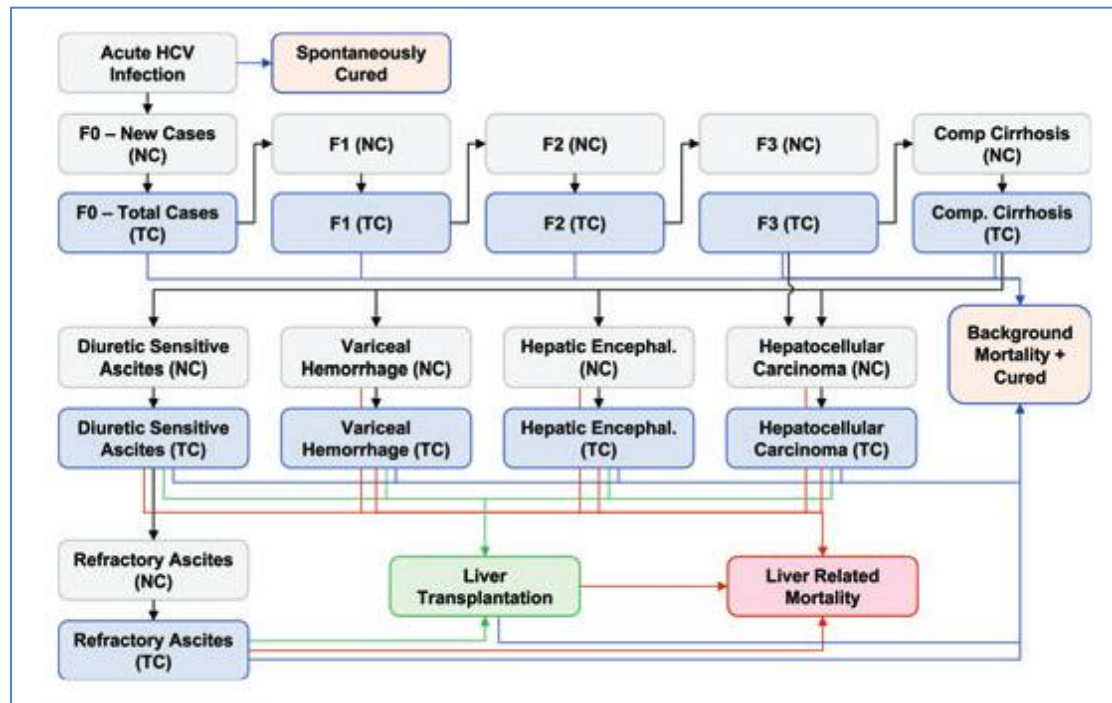 Acute HCV
Infection
Spontaneously
Cured
F0 – New Cases
(NC)
F1 (NC)
F2 (NC)
F3 (NC)
Comp Cirrhosis
(NC)
F0 – Total Cases
(TC)
F1 (TC)
F2 (TC)
F3 (TC)
Comp. Cirrhosis
(TC)
Diuretic Sensitive
Ascites (NC)
Variceal
Hemorrhage (NC)
Hepatic Encephal.
(NC)
Hepatocellular
Carcinoma (NC)
Background
Mortality +
Cured
Diuretic Sensitive
Ascites (TC)
Variceal
Hemorrhage (TC)
Hepatic Encephal.
(TC)
Hepatocellular
Carcinoma (TC)
Refractory Ascites
(NC)
Liver
Transplantation
Liver Related
Mortality
Refractory Ascites
(TC)